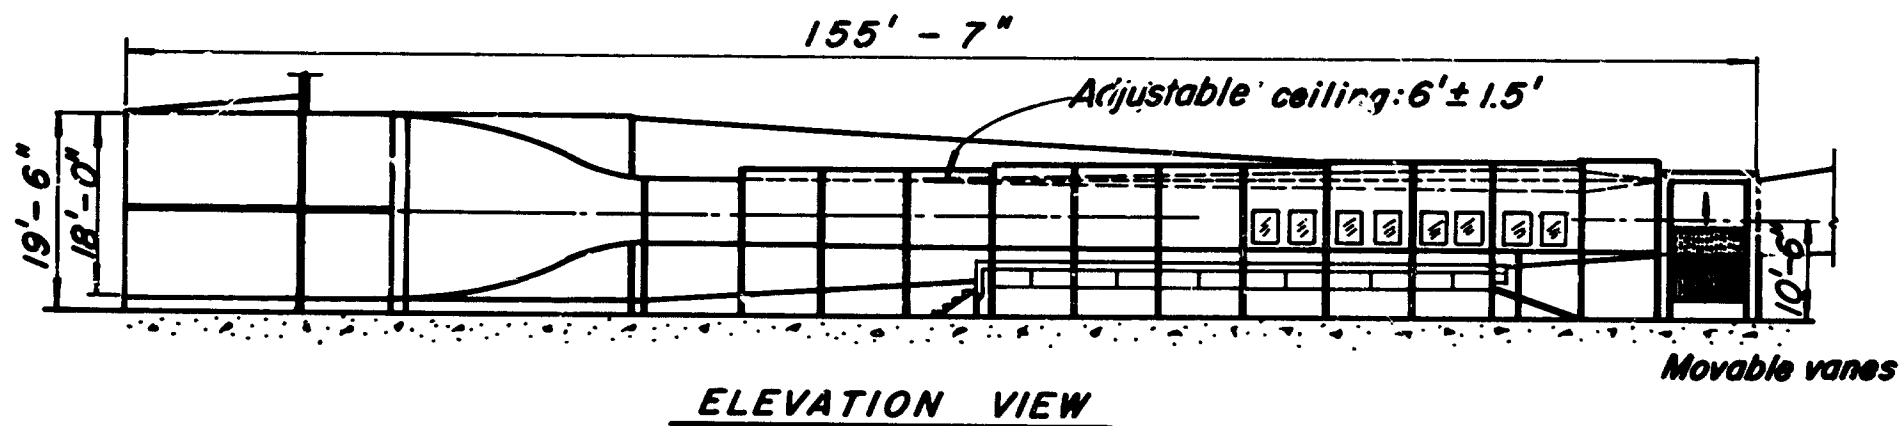 155' - 7"
Adjustable ceiling: 6' ± 1.5'
19' - 6"
18' - 0"
10' - 6"
Movable vanes
ELEVATION VIEW